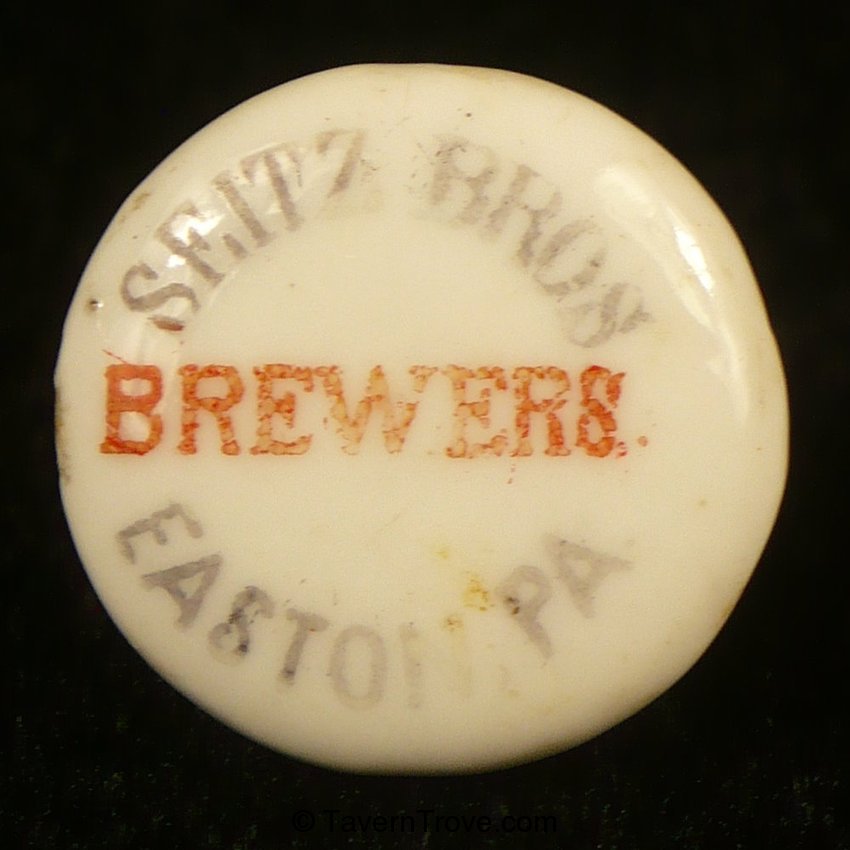 SEITZ BROS
BREWERS.
EASTON PA
© TavernTrove.com